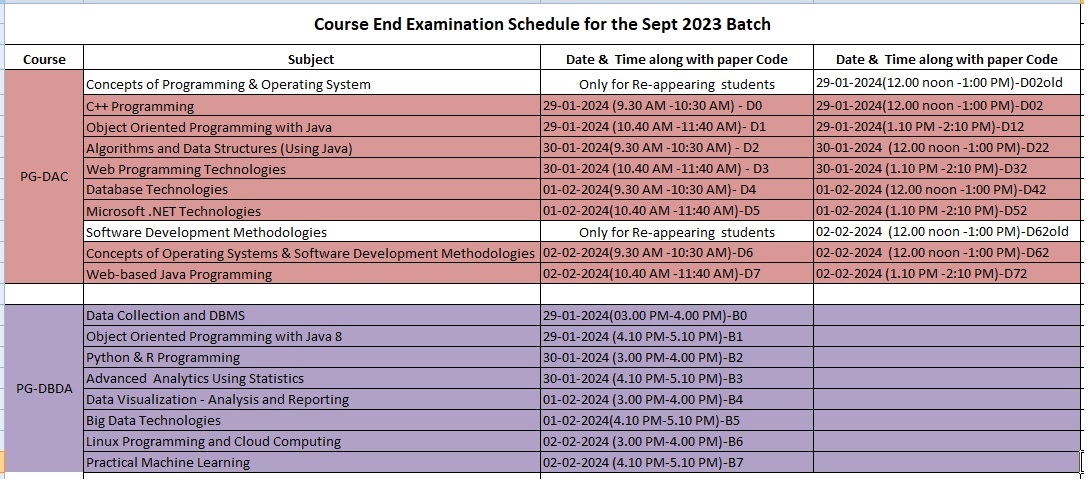 Course End Examination Schedule for the Sept 2023 Batch
Course Subject Date & Time along with paper Code Date & Time along with paper Code
Concepts of Programming & Operating System Only for Re-appearing students 29-01-2024(12.00 noon -1:00 PM)-D02old
C++ Programming 29-01-2024 (9.30 AM -10:30 AM) - D0 29-01-2024(12.00 noon -1:00 PM)-D02
Object Oriented Programming with Java 29-01-2024 (10.40 AM -11:40 AM)- D1 29-01-2024(1.10 PM -2:10 PM)-D12
Algorithms and Data Structures (Using Java) 30-01-2024(9.30 AM -10:30 AM) - D2 30-01-2024 (12.00 noon -1:00 PM)-D22
Web Programming Technologies 30-01-2024 (10.40 AM -11:40 AM) - D3 30-01-2024 (1.10 PM -2:10 PM)-D32
PG-DAC
Database Technologies 01-02-2024(9.30 AM -10:30 AM)- D4 01-02-2024 (12.00 noon -1:00 PM)-D42
Microsoft .NET Technologies 01-02-2024(10.40 AM -11:40 AM)-D5 01-02-2024 (1.10 PM -2:10 PM)-D52
Software Development Methodologies Only for Re-appearing students 02-02-2024 (12.00 noon -1:00 PM)-D62old
Concepts of Operating Systems & Software Development Methodologies 02-02-2024(9.30 AM -10:30 AM)-D6 02-02-2024 (12.00 noon -1:00 PM)-D62
Web-based Java Programming 02-02-2024(10.40 AM -11:40 AM)-D7 02-02-2024 (1.10 PM -2:10 PM)-D72
Data Collection and DBMS 29-01-2024(03.00 PM-4.00 PM)-B0
Object Oriented Programming with Java 8 29-01-2024 (4.10 PM-5.10 PM)-B1
Python & R Programming 30-01-2024 (3.00 PM-4.00 PM)-B2
Advanced Analytics Using Statistics 30-01-2024 (4.10 PM-5.10 PM)-B3
PG-DBDA
Data Visualization - Analysis and Reporting 01-02-2024 (3.00 PM-4.00 PM)-B4
Big Data Technologies 01-02-2024(4.10 PM-5.10 PM)-B5
Linux Programming and Cloud Computing 02-02-2024 (3.00 PM-4.00 PM)-B6
Practical Machine Learning 02-02-2024 (4.10 PM-5.10 PM)-B7